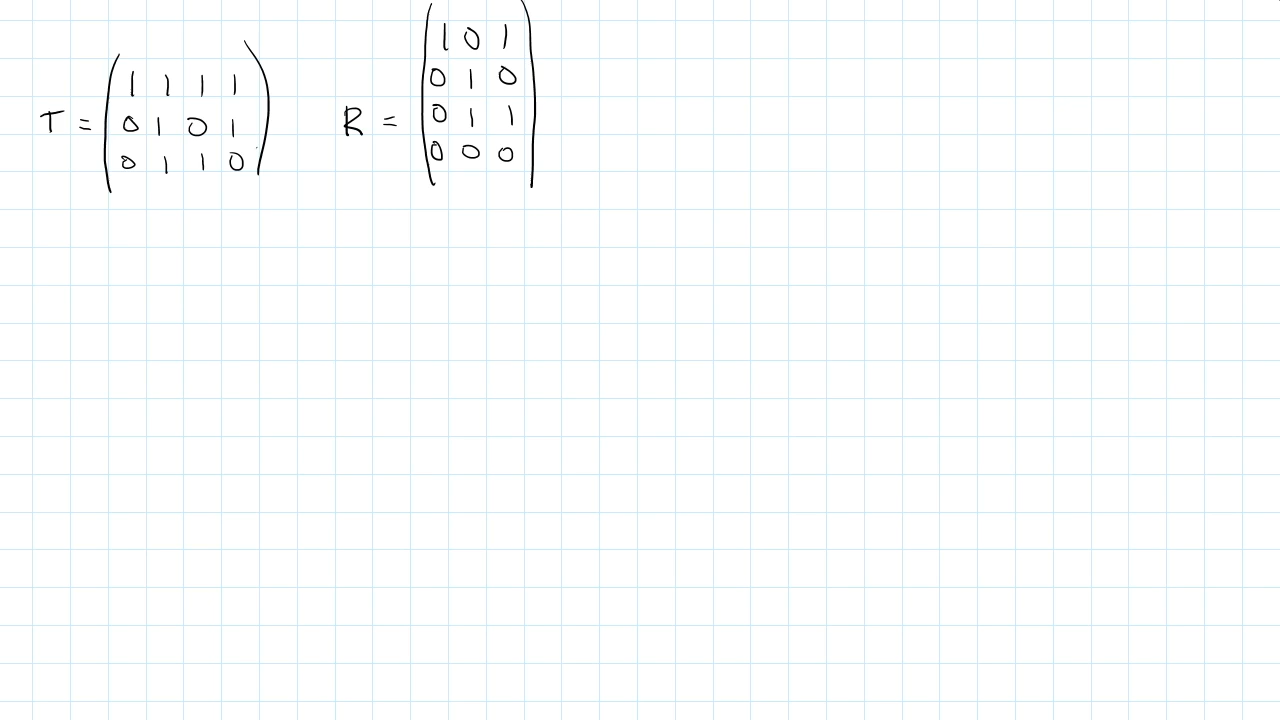 T = ( 1 1 1 1
0 1 0 1
0 1 1 0 )
R = ( 1 0 1
0 1 0
0 1 1
0 0 0